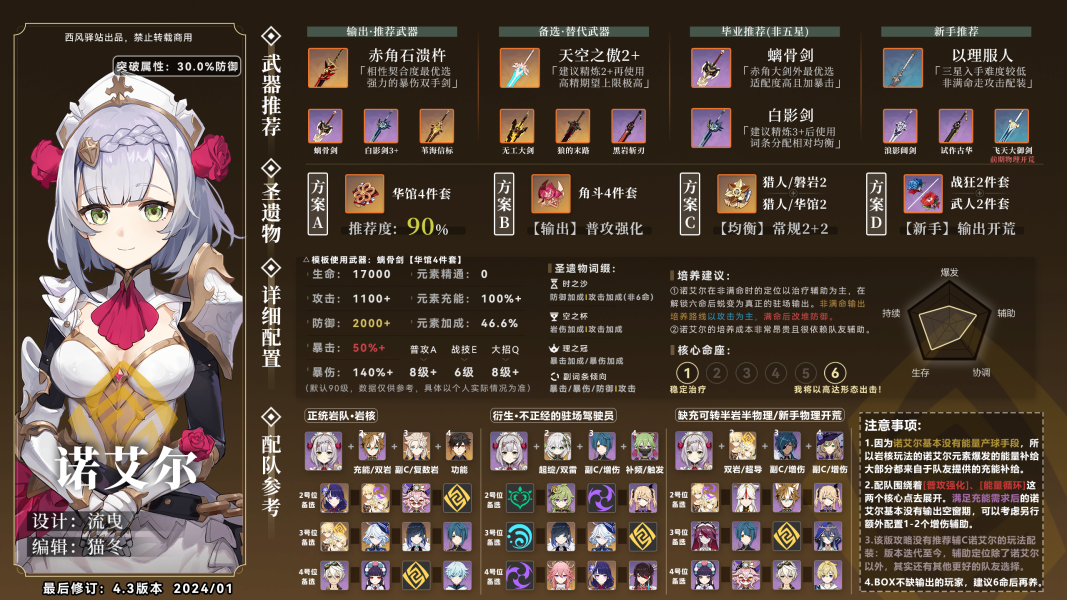 西风驿站出品，禁止转载商用
突破属性：30.0%防御
诺艾尔
设计：流曳
编辑：猫冬
最后修订：4.3版本 2024/01
武器推荐
输出·推荐武器
赤角石溃杵
「相性契合度最优选
强力的暴伤双手剑」
螭骨剑
白影剑3+
苇海信标
备选·替代武器
天空之傲2+
「建议精炼2+再使用
高精期望上限极高」
无工大剑
狼的末路
黑岩斩刀
毕业推荐(非五星)
螭骨剑
「赤角大剑外最优选
适配度高且加暴击」
白影剑
「建议精炼3+后使用
词条分配相对均衡」
新手推荐
以理服人
「三星入手难度较低
非满命走攻击配装」
浪影阔剑
试作古华
飞天大御剑
前期物理开荒
圣遗物
方案A
华馆4件套
推荐度：90%
方案B
角斗4件套
【输出】普攻强化
方案C
猎人/磐岩2
猎人/华馆2
【均衡】常规2+2
方案D
战狂2件套
武人2件套
【新手】输出开荒
详细配置
△模板使用武器：螭骨剑【华馆4件套】
生命：17000
元素精通：0
攻击：1100+
元素充能：100%+
防御：2000+
元素加成：46.6%
暴击：50%+
普攻A 战技E 大招Q
暴伤：140%+
8级+ 6级 8级+
(默认90级，数据仅供参考，具体以个人实际情况为准)
圣遗物词缀：
时之沙
防御加成|攻击加成(非6命)
空之杯
岩伤加成|攻击加成
理之冠
暴击加成/暴伤加成
副词条倾向
暴击/暴伤/防御|攻击
培养建议：
①诺艾尔在非满命时的定位以治疗辅助为主，在
解锁六命后蜕变为真正的驻场输出。非满命输出
培养路线以攻击为主，满命后改堆防御。
②诺艾尔的培养成本非常昂贵且很依赖队友辅助。
核心命座：
1 2 3 4 5 6
稳定治疗
我将以高达形态出击！
爆发
辅助
协调
生存
持续
配队参考
正统岩队·岩核
2 3 4
充能/双岩 副C/复数岩 功能
2号位
备选
3号位
备选
4号位
备选
衍生·不正经的驻场驾驶员
2 3 4
超绽/双雷 副C/增伤 补频/触发
2号位
备选
3号位
备选
4号位
备选
缺充可转半岩半物理/新手物理开荒
2 3 4
双岩/超导 副C/增伤 副C/增伤
2号位
备选
3号位
备选
4号位
备选
注意事项：
1.因为诺艾尔基本没有能量产球手段，所
以岩核玩法的诺艾尔元素爆发的能量补给
大部分都来自于队友提供的充能补给。
2.配队围绕着[普攻强化]、[能量循环]这
两个核心点去展开。满足充能需求后的诺
艾尔基本没有输出空窗期，可以考虑另行
额外配置1-2个增伤辅助。
3.该版攻略没有推荐辅C诺艾尔的玩法配
装：版本迭代至今，辅助定位除了诺艾尔
以外，其实还有其他更好的队友选择。
4.BOX不缺输出的玩家，建议6命后再养。